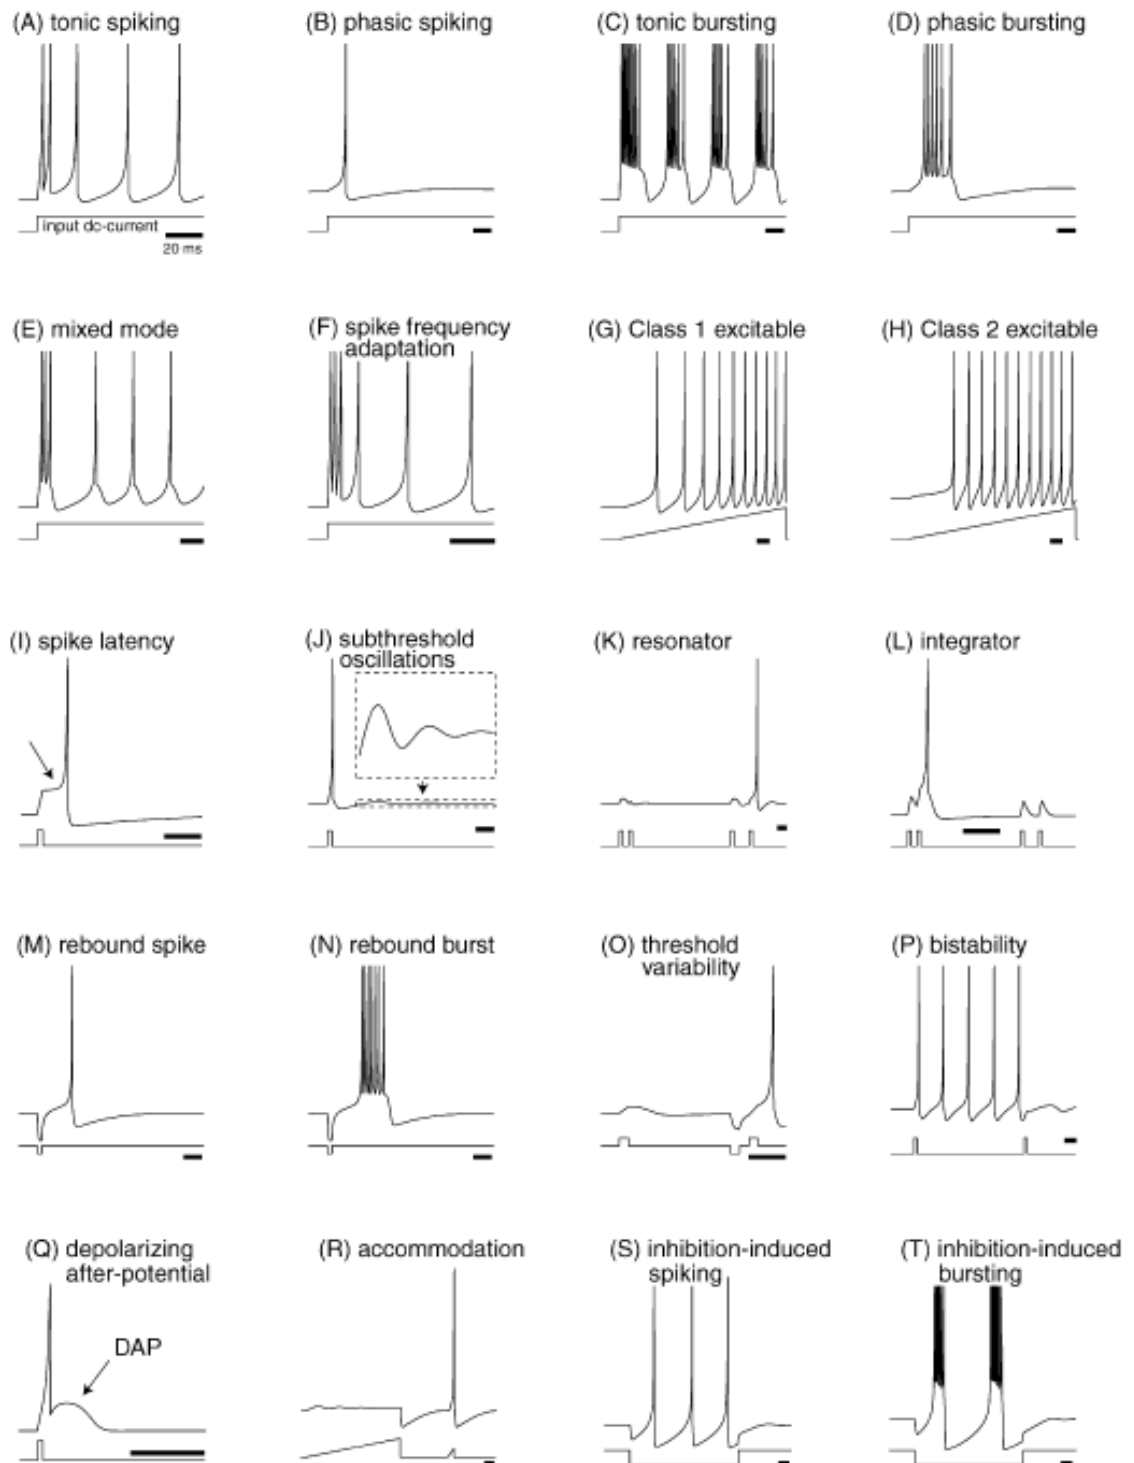 (A) tonic spiking
(B) phasic spiking
(C) tonic bursting
(D) phasic bursting
input dc-current
20 ms
(E) mixed mode
(F) spike frequency
adaptation
(G) Class 1 excitable
(H) Class 2 excitable
(I) spike latency
(J) subthreshold
oscillations
(K) resonator
(L) integrator
(M) rebound spike
(N) rebound burst
(O) threshold
variability
(P) bistability
(Q) depolarizing
after-potential
DAP
(R) accommodation
(S) inhibition-induced
spiking
(T) inhibition-induced
bursting